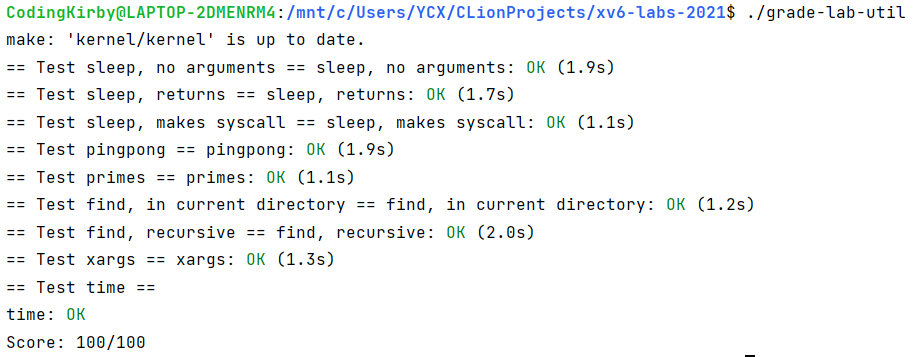 CodingKirby@LAPTOP-2DMENRM4:/mnt/c/Users/YCX/CLionProjects/xv6-labs-2021$ ./grade-lab-util
make: 'kernel/kernel' is up to date.
== Test sleep, no arguments == sleep, no arguments: OK (1.9s)
== Test sleep, returns == sleep, returns: OK (1.7s)
== Test sleep, makes syscall == sleep, makes syscall: OK (1.1s)
== Test pingpong == pingpong: OK (1.9s)
== Test primes == primes: OK (1.1s)
== Test find, in current directory == find, in current directory: OK (1.2s)
== Test find, recursive == find, recursive: OK (2.0s)
== Test xargs == xargs: OK (1.3s)
== Test time ==
time: OK
Score: 100/100